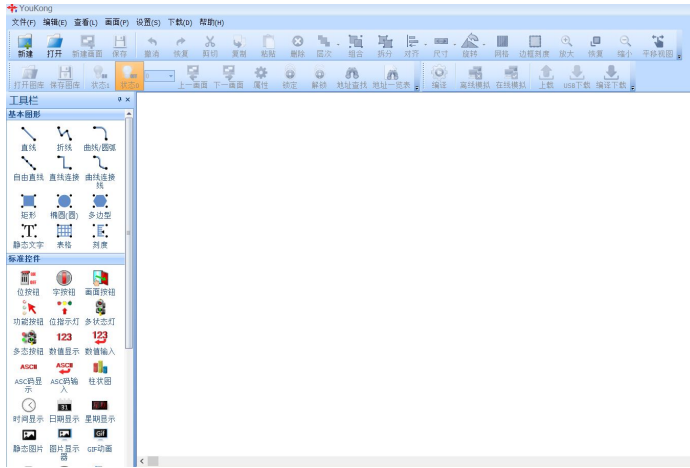 YouKong
文件(F) 编辑(E) 查看(L) 画面(P) 设置(S) 下载(D) 帮助(H)
新建 打开 新建画面 保存 撤消 恢复 剪切 复制 粘贴 删除 层次 组合 拆分 对齐 尺寸 旋转 网格 边框刻度 放大 恢复 缩小 平移视图
打开图库 保存图库 状态1 状态0 0 上一画面 下一画面 属性 锁定 解锁 地址查找 地址一览表 编译 离线模拟 在线模拟 上载 USB下载 编译下载
工具栏
基本图形
直线 折线 曲线/圆弧
自由直线 直线连接 曲线连接线
矩形 椭圆(圆) 多边型
静态文字 表格 刻度
标准控件
位按钮 字按钮 画面按钮
功能按钮 位指示灯 多状态灯
123 123
多态按钮 数值显示 数值输入
ASCII ASCII
ASC码显示 ASC码输入 柱状图
31
时间显示 日期显示 星期显示
GIF
静态图片 图片显示器 GIF动画